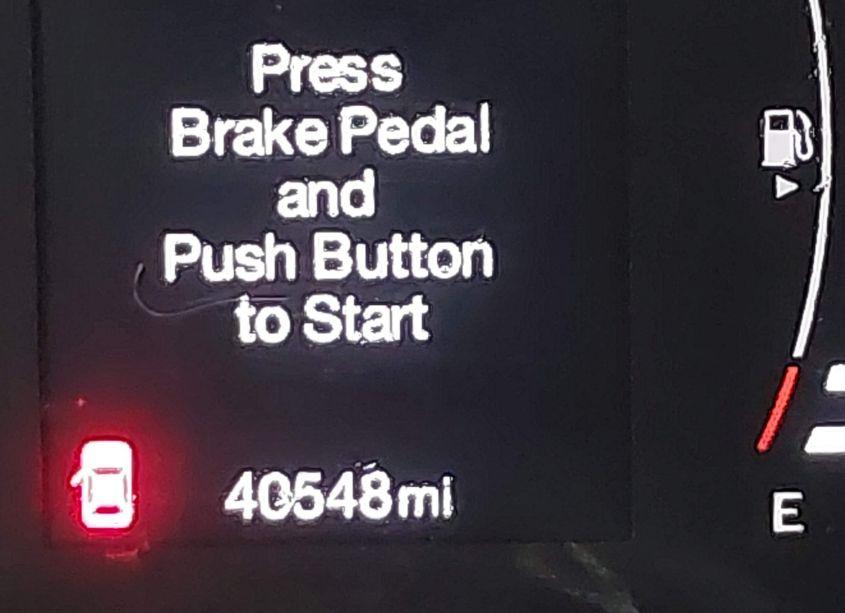 Press
Brake Pedal
and
Push Button
to Start
40548mi
E